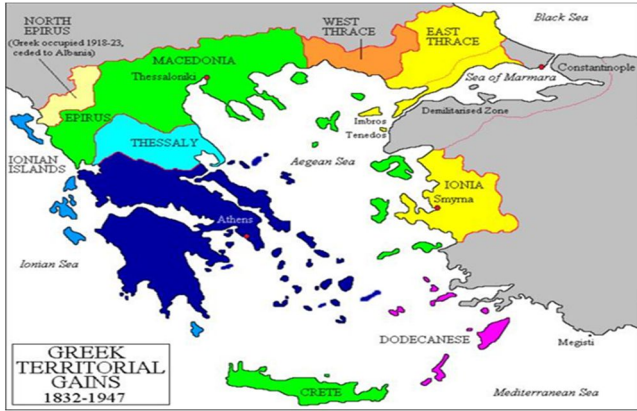 NORTH
EPIRUS
(Greek occupied 1918-23,
ceded to Albania)
MACEDONIA
Thessaloniki
WEST
THRACE
EAST
THRACE
Black Sea
Constantinople
Sea of Marmara
Demilitarised Zone
Imbros
Tenedos
EPIRUS
THESSALY
Aegean Sea
IONIAN
ISLANDS
IONIA
Smyrna
Athens
Ionian Sea
DODECANESE
Megisti
GREEK
TERRITORIAL
GAINS
1832-1947
CRETE
Mediterranean Sea